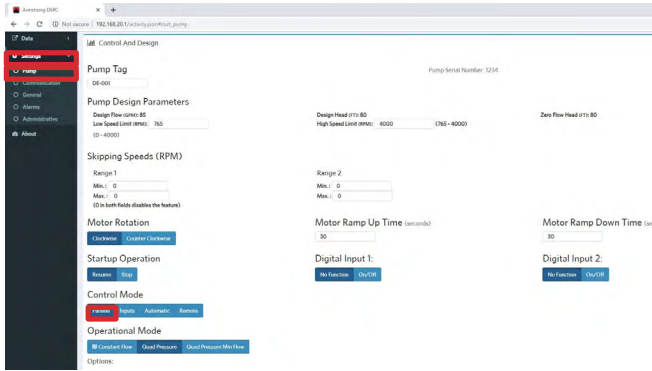 Armstrong DEPC
Not secure | 192.168.20.1/activity.json#/set_pump
Data
Settings
Pump
Communication
General
Alarms
Administrative
About
Control And Design
Pump Tag
Pump Serial Number: 1234
DE-001
Pump Design Parameters
Design Flow (GPM): 85
Design Head (FT): 80
Zero Flow Head (FT): 80
Low Speed Limit (RPM): 765
High Speed Limit (RPM): 4000 (765 - 4000)
(0 - 4000)
Skipping Speeds (RPM)
Range 1
Range 2
Min.: 0
Min.: 0
Max.: 0
Max.: 0
(0 in both fields disables the feature)
Motor Rotation
Motor Ramp Up Time (seconds)
Motor Ramp Down Time (se
Clockwise Counter Clockwise
30
30
Startup Operation
Digital Input 1:
Digital Input 2:
Resume Stop
No Function On/Off
No Function On/Off
Control Mode
Inputs Automatic Remote
Operational Mode
Constant Flow Quad Pressure Quad Pressure Min Flow
Options: